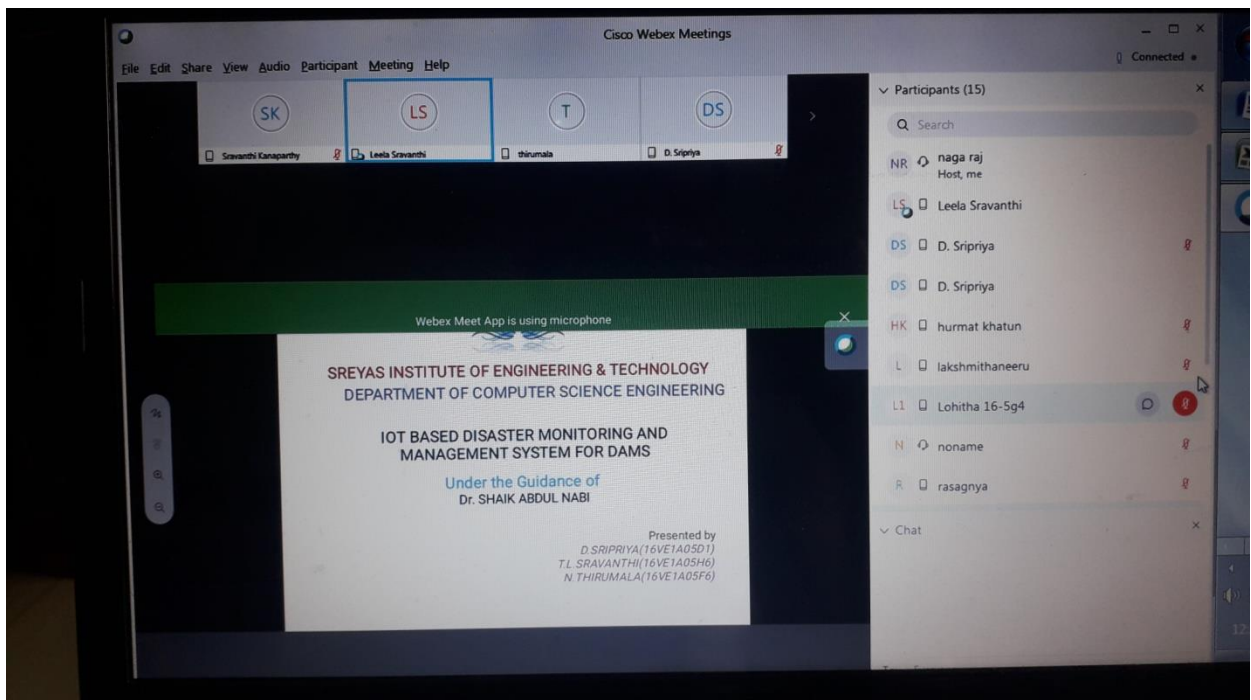 Cisco Webex Meetings
Connected
File Edit Share View Audio Participant Meeting Help
SK
LS
T
DS
Sravanthi Kanaparthy
Leela Sravanthi
thirumala
D. Sripriya
Webex Meet App is using microphone
SREYAS INSTITUTE OF ENGINEERING & TECHNOLOGY
DEPARTMENT OF COMPUTER SCIENCE ENGINEERING
IOT BASED DISASTER MONITORING AND
MANAGEMENT SYSTEM FOR DAMS
Under the Guidance of
Dr. SHAIK ABDUL NABI
Presented by
D.SRIPRIYA(16VE1A05D1)
T.L.SRAVANTHI(16VE1A05H6)
N.THIRUMALA(16VE1A05F6)
Participants (15)
Search
NR naga raj
Host, me
LS Leela Sravanthi
DS D. Sripriya
DS D. Sripriya
HK hurmat khatun
L lakshmithaneeru
L1 Lohitha 16-5g4
N noname
R rasagnya
Chat
12